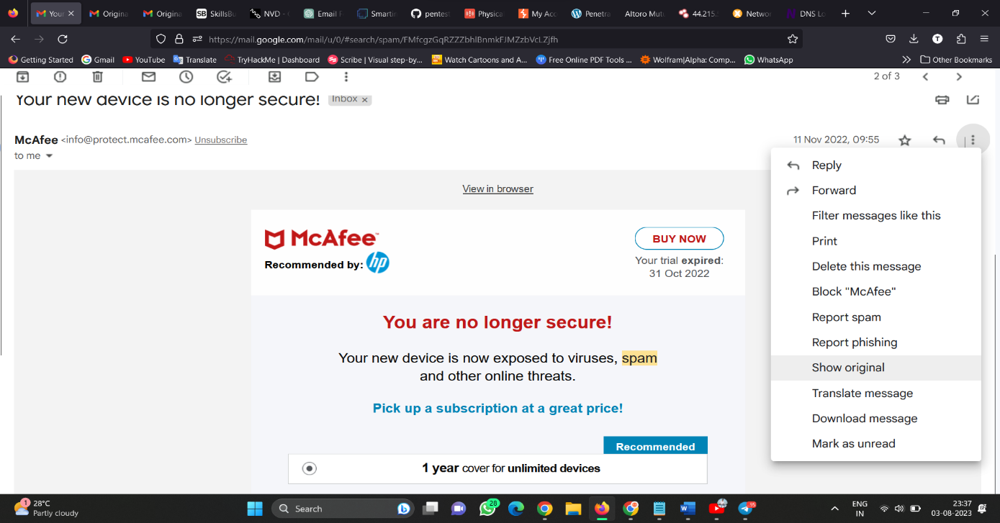 Your
Origina
Origina
SB SkillsBu
NVD -
Email F
Smartin
pentest
Physica
My Acc
Penetra
Altoro Mutu
44.215.
Networ
DNS Lo
https://mail.google.com/mail/u/0/#search/spam/FMfcgzGqRZZZbhlBnmkFJMZzbVcLZjfh
T
Getting Started
Gmail
YouTube
Translate
TryHackMe | Dashboard
Scribe | Visual step-by...
Watch Cartoons and A...
Free Online PDF Tools ...
Wolfram|Alpha: Comp...
WhatsApp
Other Bookmarks
2 of 3
Your new device is no longer secure!
Inbox ×
McAfee <info@protect.mcafee.com> Unsubscribe
11 Nov 2022, 09:55
to me
View in browser
McAfee™
Recommended by: hp
BUY NOW
Your trial expired:
31 Oct 2022
You are no longer secure!
Your new device is now exposed to viruses, spam
and other online threats.
Pick up a subscription at a great price!
Recommended
1 year cover for unlimited devices
Reply
Forward
Filter messages like this
Print
Delete this message
Block "McAfee"
Report spam
Report phishing
Show original
Translate message
Download message
Mark as unread
1
28°C
Partly cloudy
Search
28
95
ENG
IN
23:37
03-08-2023